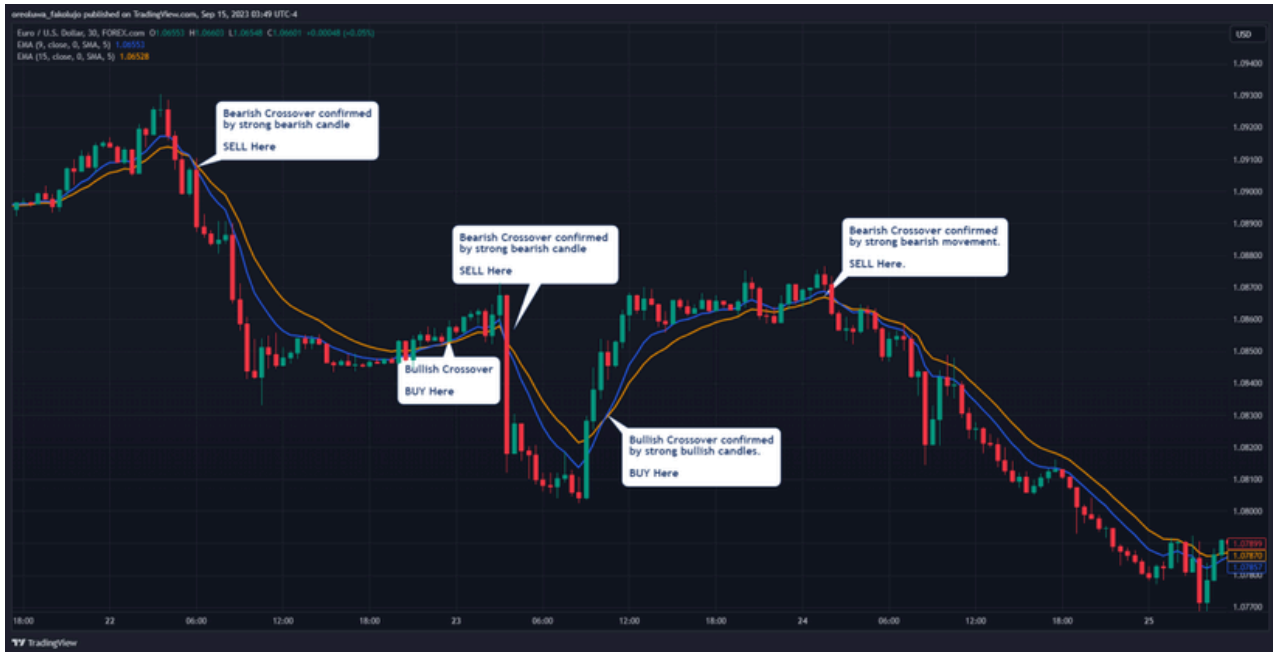 oreoluwa_fakolujo published on TradingView.com, Sep 15, 2023 03:49 UTC-4
Euro / U.S. Dollar, 30, FOREX.com O1.06553 H1.06603 L1.06548 C1.06601 +0.00048 (+0.05%)
EMA (9, close, 0, SMA, 5) 1.06553
EMA (15, close, 0, SMA, 5) 1.06528
USD
1.09400
1.09300
Bearish Crossover confirmed
by strong bearish candle
SELL Here
1.09200
1.09100
1.09000
1.08900
Bearish Crossover confirmed
by strong bearish candle
SELL Here
Bearish Crossover confirmed
by strong bearish movement.
SELL Here.
1.08800
1.08700
1.08600
1.08500
Bullish Crossover
BUY Here
1.08400
1.08300
Bullish Crossover confirmed
by strong bullish candles.
BUY Here
1.08200
1.08100
1.08000
1.07899
1.07870
1.07857
1.07800
1.07700
18:00 22 06:00 12:00 18:00 23 06:00 12:00 24 06:00 12:00 18:00 25
TradingView